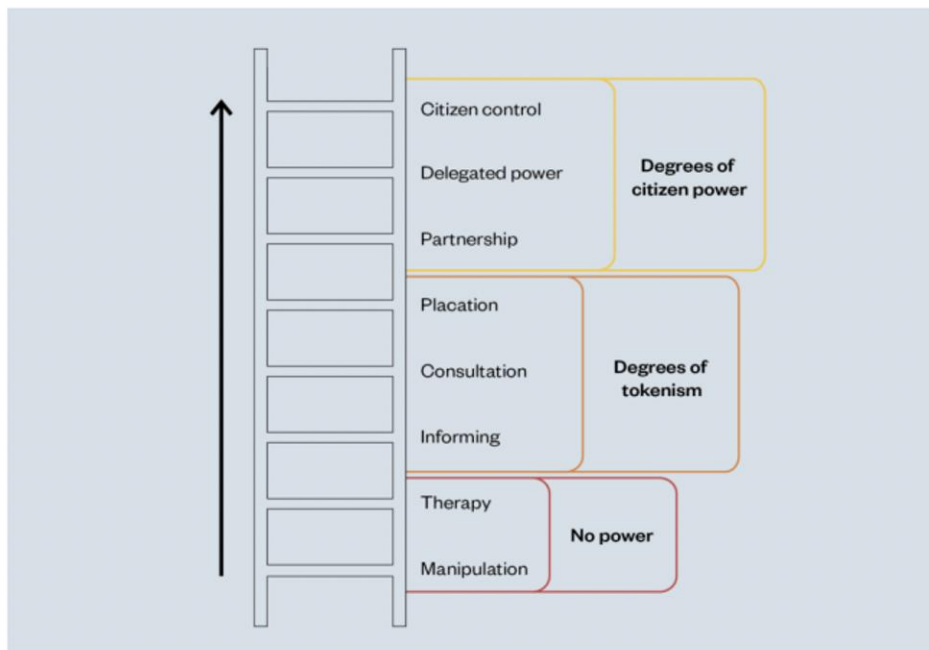 Citizen control
Delegated power
Partnership
Degrees of
citizen power
Placation
Consultation
Informing
Degrees of
tokenism
Therapy
Manipulation
No power